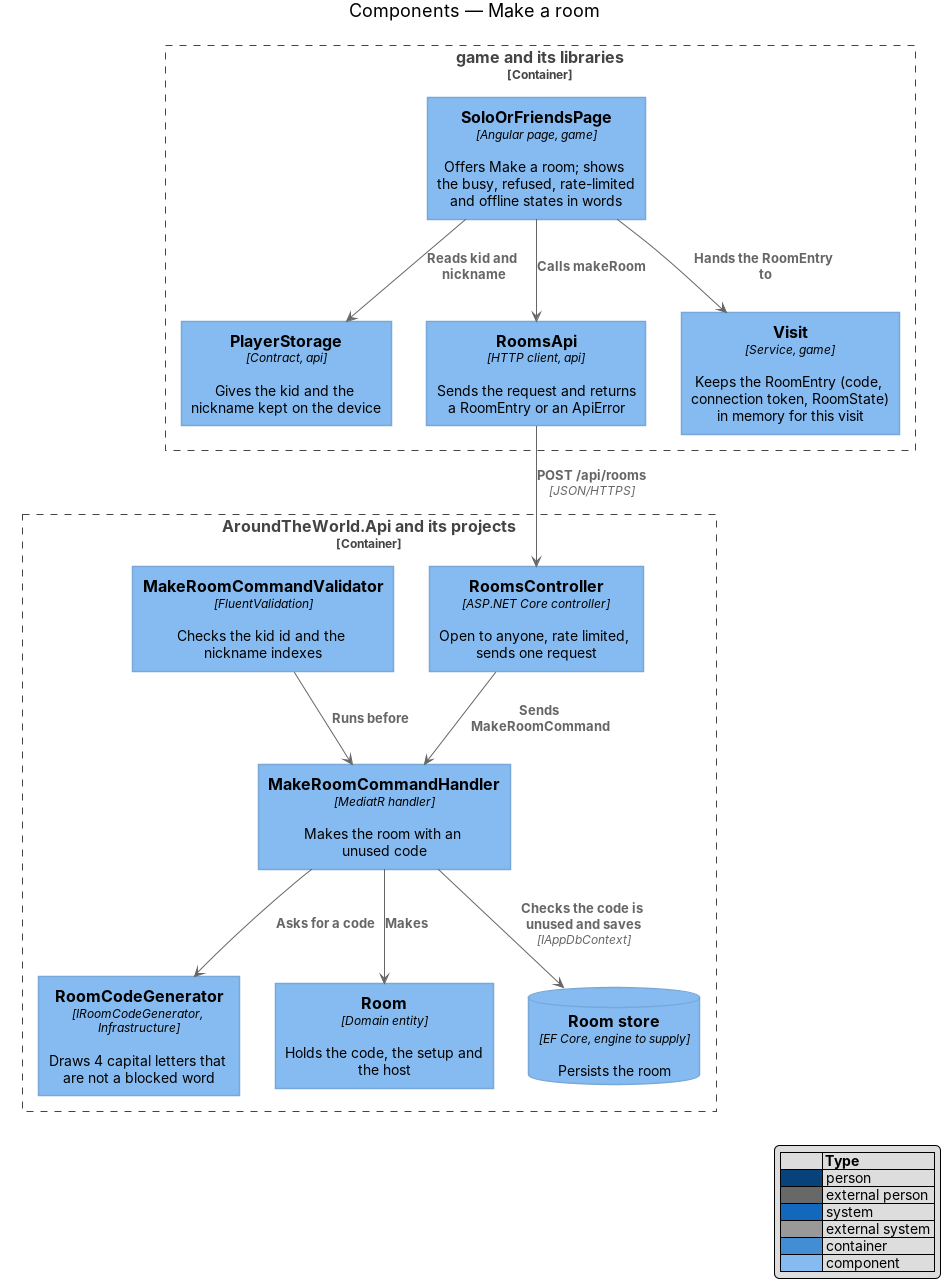 Components — Make a room
game and its libraries
[Container]
SoloOrFriendsPage
[Angular page, game]
Offers Make a room; shows
the busy, refused, rate-limited
and offline states in words
Reads kid and
nickname
Calls makeRoom
Hands the RoomEntry
to
PlayerStorage
[Contract, api]
Gives the kid and the
nickname kept on the device
RoomsApi
[HTTP client, api]
Sends the request and returns
a RoomEntry or an ApiError
Visit
[Service, game]
Keeps the RoomEntry (code,
connection token, RoomState)
in memory for this visit
POST /api/rooms
[JSON/HTTPS]
AroundTheWorld.Api and its projects
[Container]
MakeRoomCommandValidator
[FluentValidation]
Checks the kid id and the
nickname indexes
RoomsController
[ASP.NET Core controller]
Open to anyone, rate limited,
sends one request
Runs before
Sends
MakeRoomCommand
MakeRoomCommandHandler
[MediatR handler]
Makes the room with an
unused code
Asks for a code
Makes
Checks the code is
unused and saves
[IAppDbContext]
RoomCodeGenerator
[IRoomCodeGenerator,
Infrastructure]
Draws 4 capital letters that
are not a blocked word
Room
[Domain entity]
Holds the code, the setup and
the host
Room store
[EF Core, engine to supply]
Persists the room
Type
person
external person
system
external system
container
component